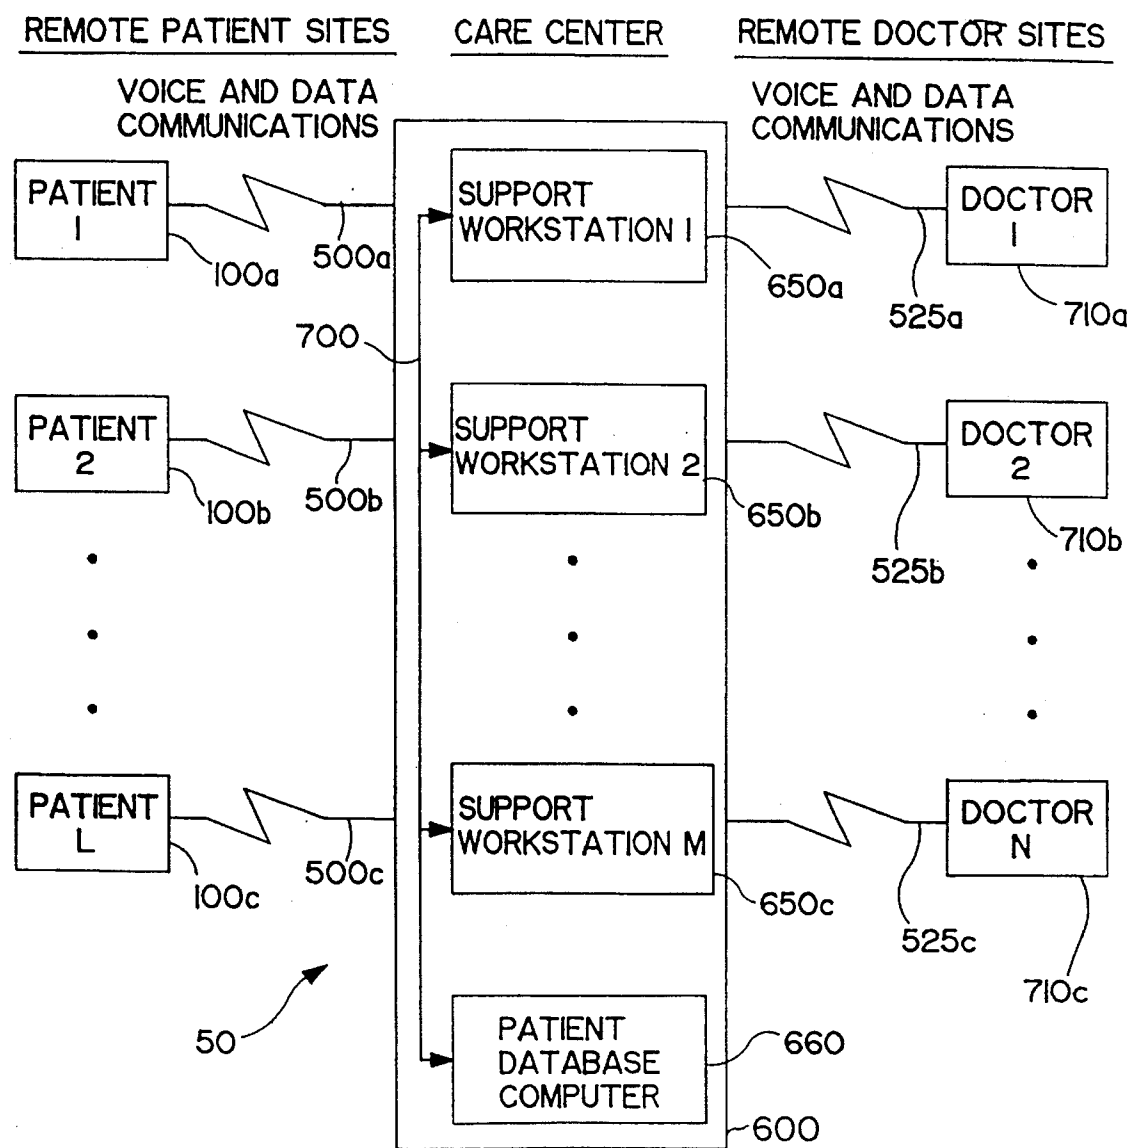 REMOTE PATIENT SITES
CARE CENTER
REMOTE DOCTOR SITES
VOICE AND DATA
COMMUNICATIONS
VOICE AND DATA
COMMUNICATIONS
PATIENT
1
100a
500a
SUPPORT
WORKSTATION 1
650a
525a
DOCTOR
1
710a
700
PATIENT
2
100b
500b
SUPPORT
WORKSTATION 2
650b
525b
DOCTOR
2
710b
PATIENT
L
100c
500c
SUPPORT
WORKSTATION M
650c
525c
DOCTOR
N
710c
50
PATIENT
DATABASE
COMPUTER
660
600